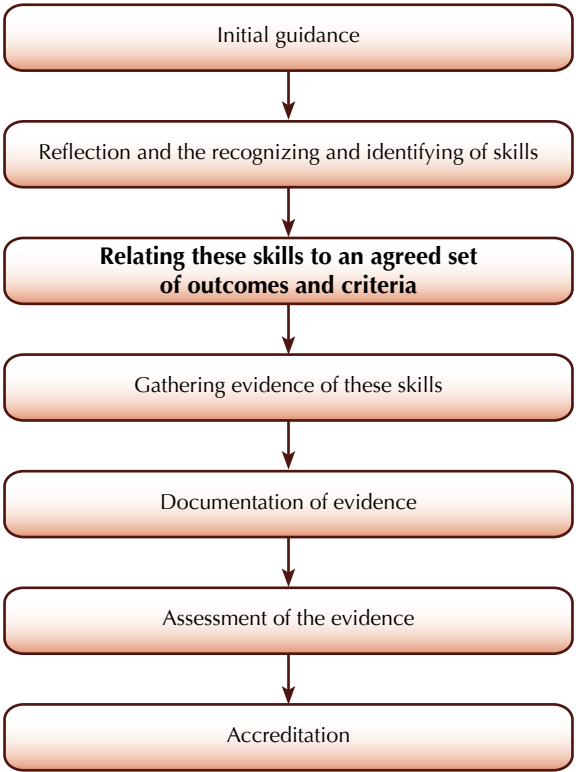 Initial guidance
Reflection and the recognizing and identifying of skills
Relating these skills to an agreed set
of outcomes and criteria
Gathering evidence of these skills
Documentation of evidence
Assessment of the evidence
Accreditation